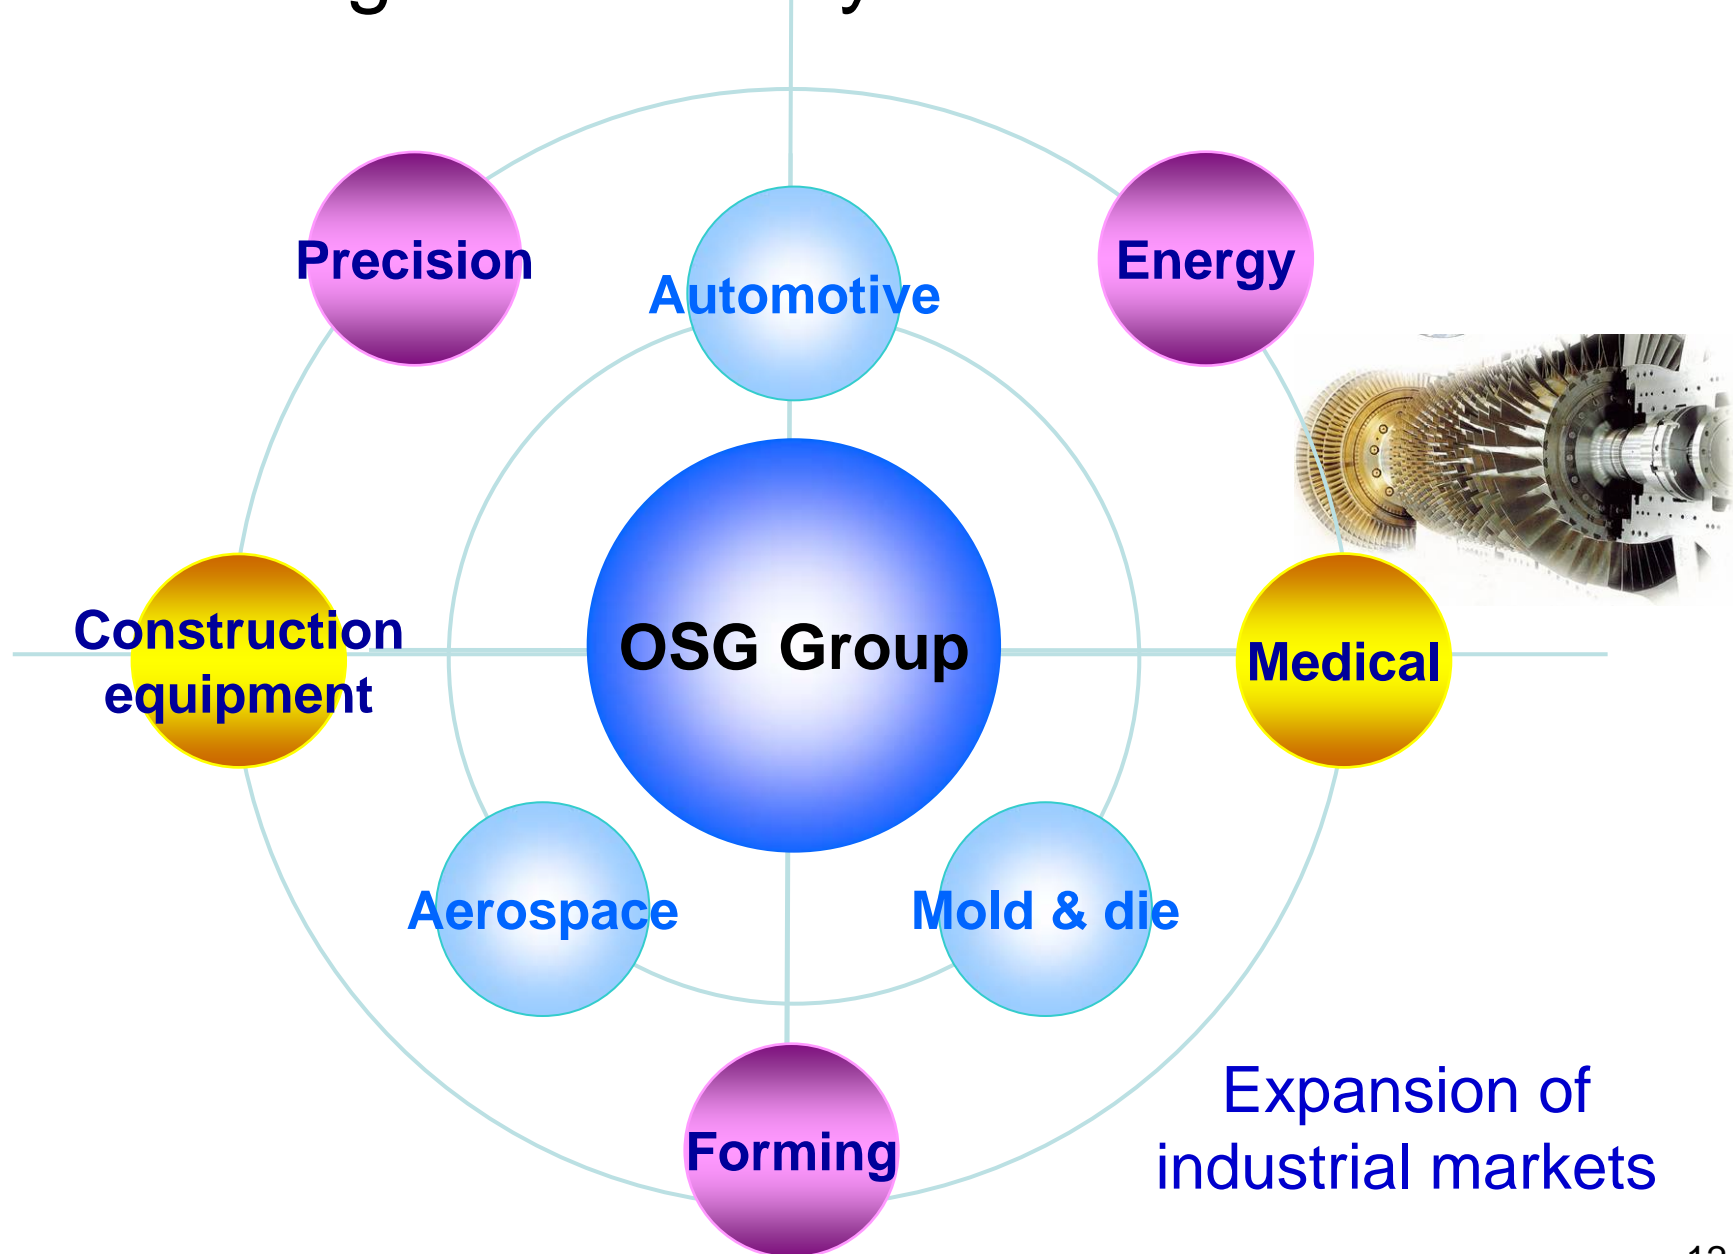 Precision
Energy
Automotive
Construction
equipment
OSG Group
Medical
Aerospace
Mold & die
Forming
Expansion of
industrial markets